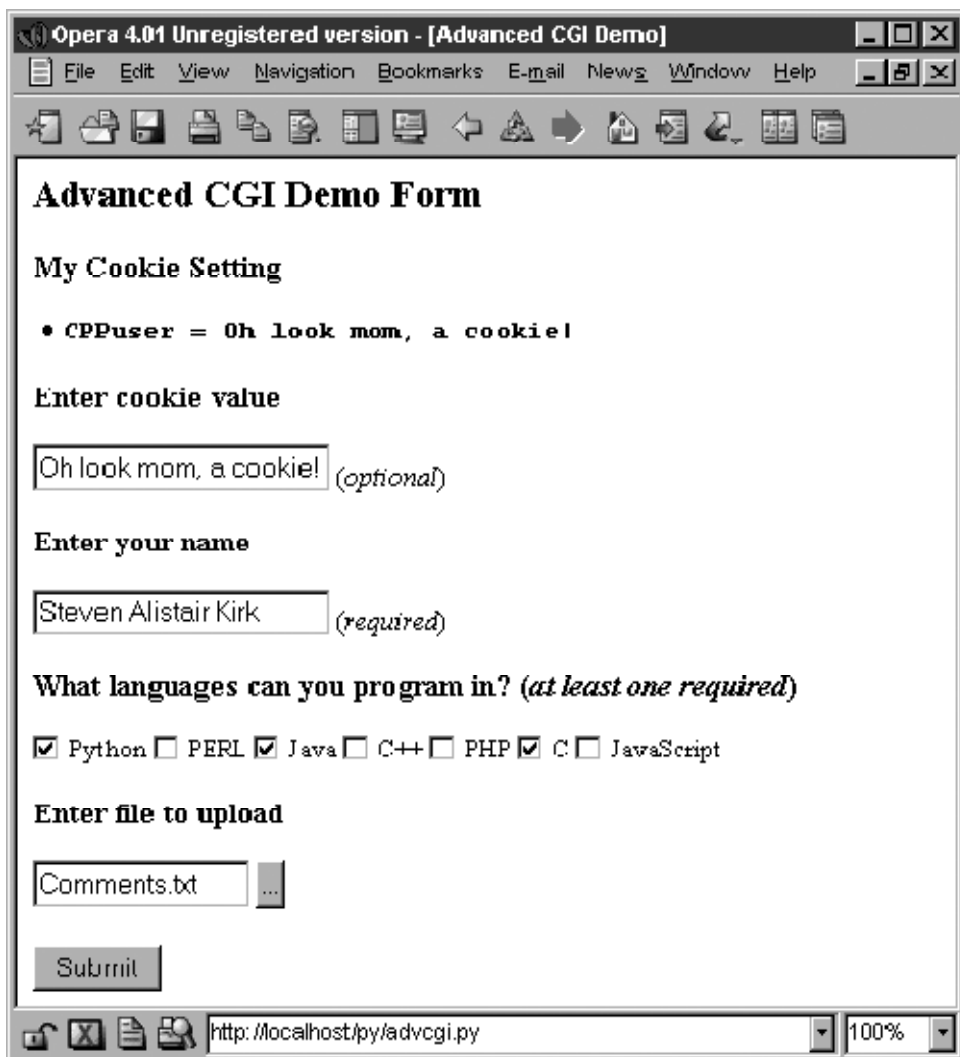 Opera 4.01 Unregistered version - [Advanced CGI Demo]
File Edit View Navigation Bookmarks E-mail News Window Help
Advanced CGI Demo Form
My Cookie Setting
• CPPuser = Oh look mom, a cookie!
Enter cookie value
Oh look mom, a cookie! (optional)
Enter your name
Steven Alistair Kirk (required)
What languages can you program in? (at least one required)
Python PERL Java C++ PHP C JavaScript
Enter file to upload
Comments.txt ...
Submit
http://localhost/py/advcgi.py 100%